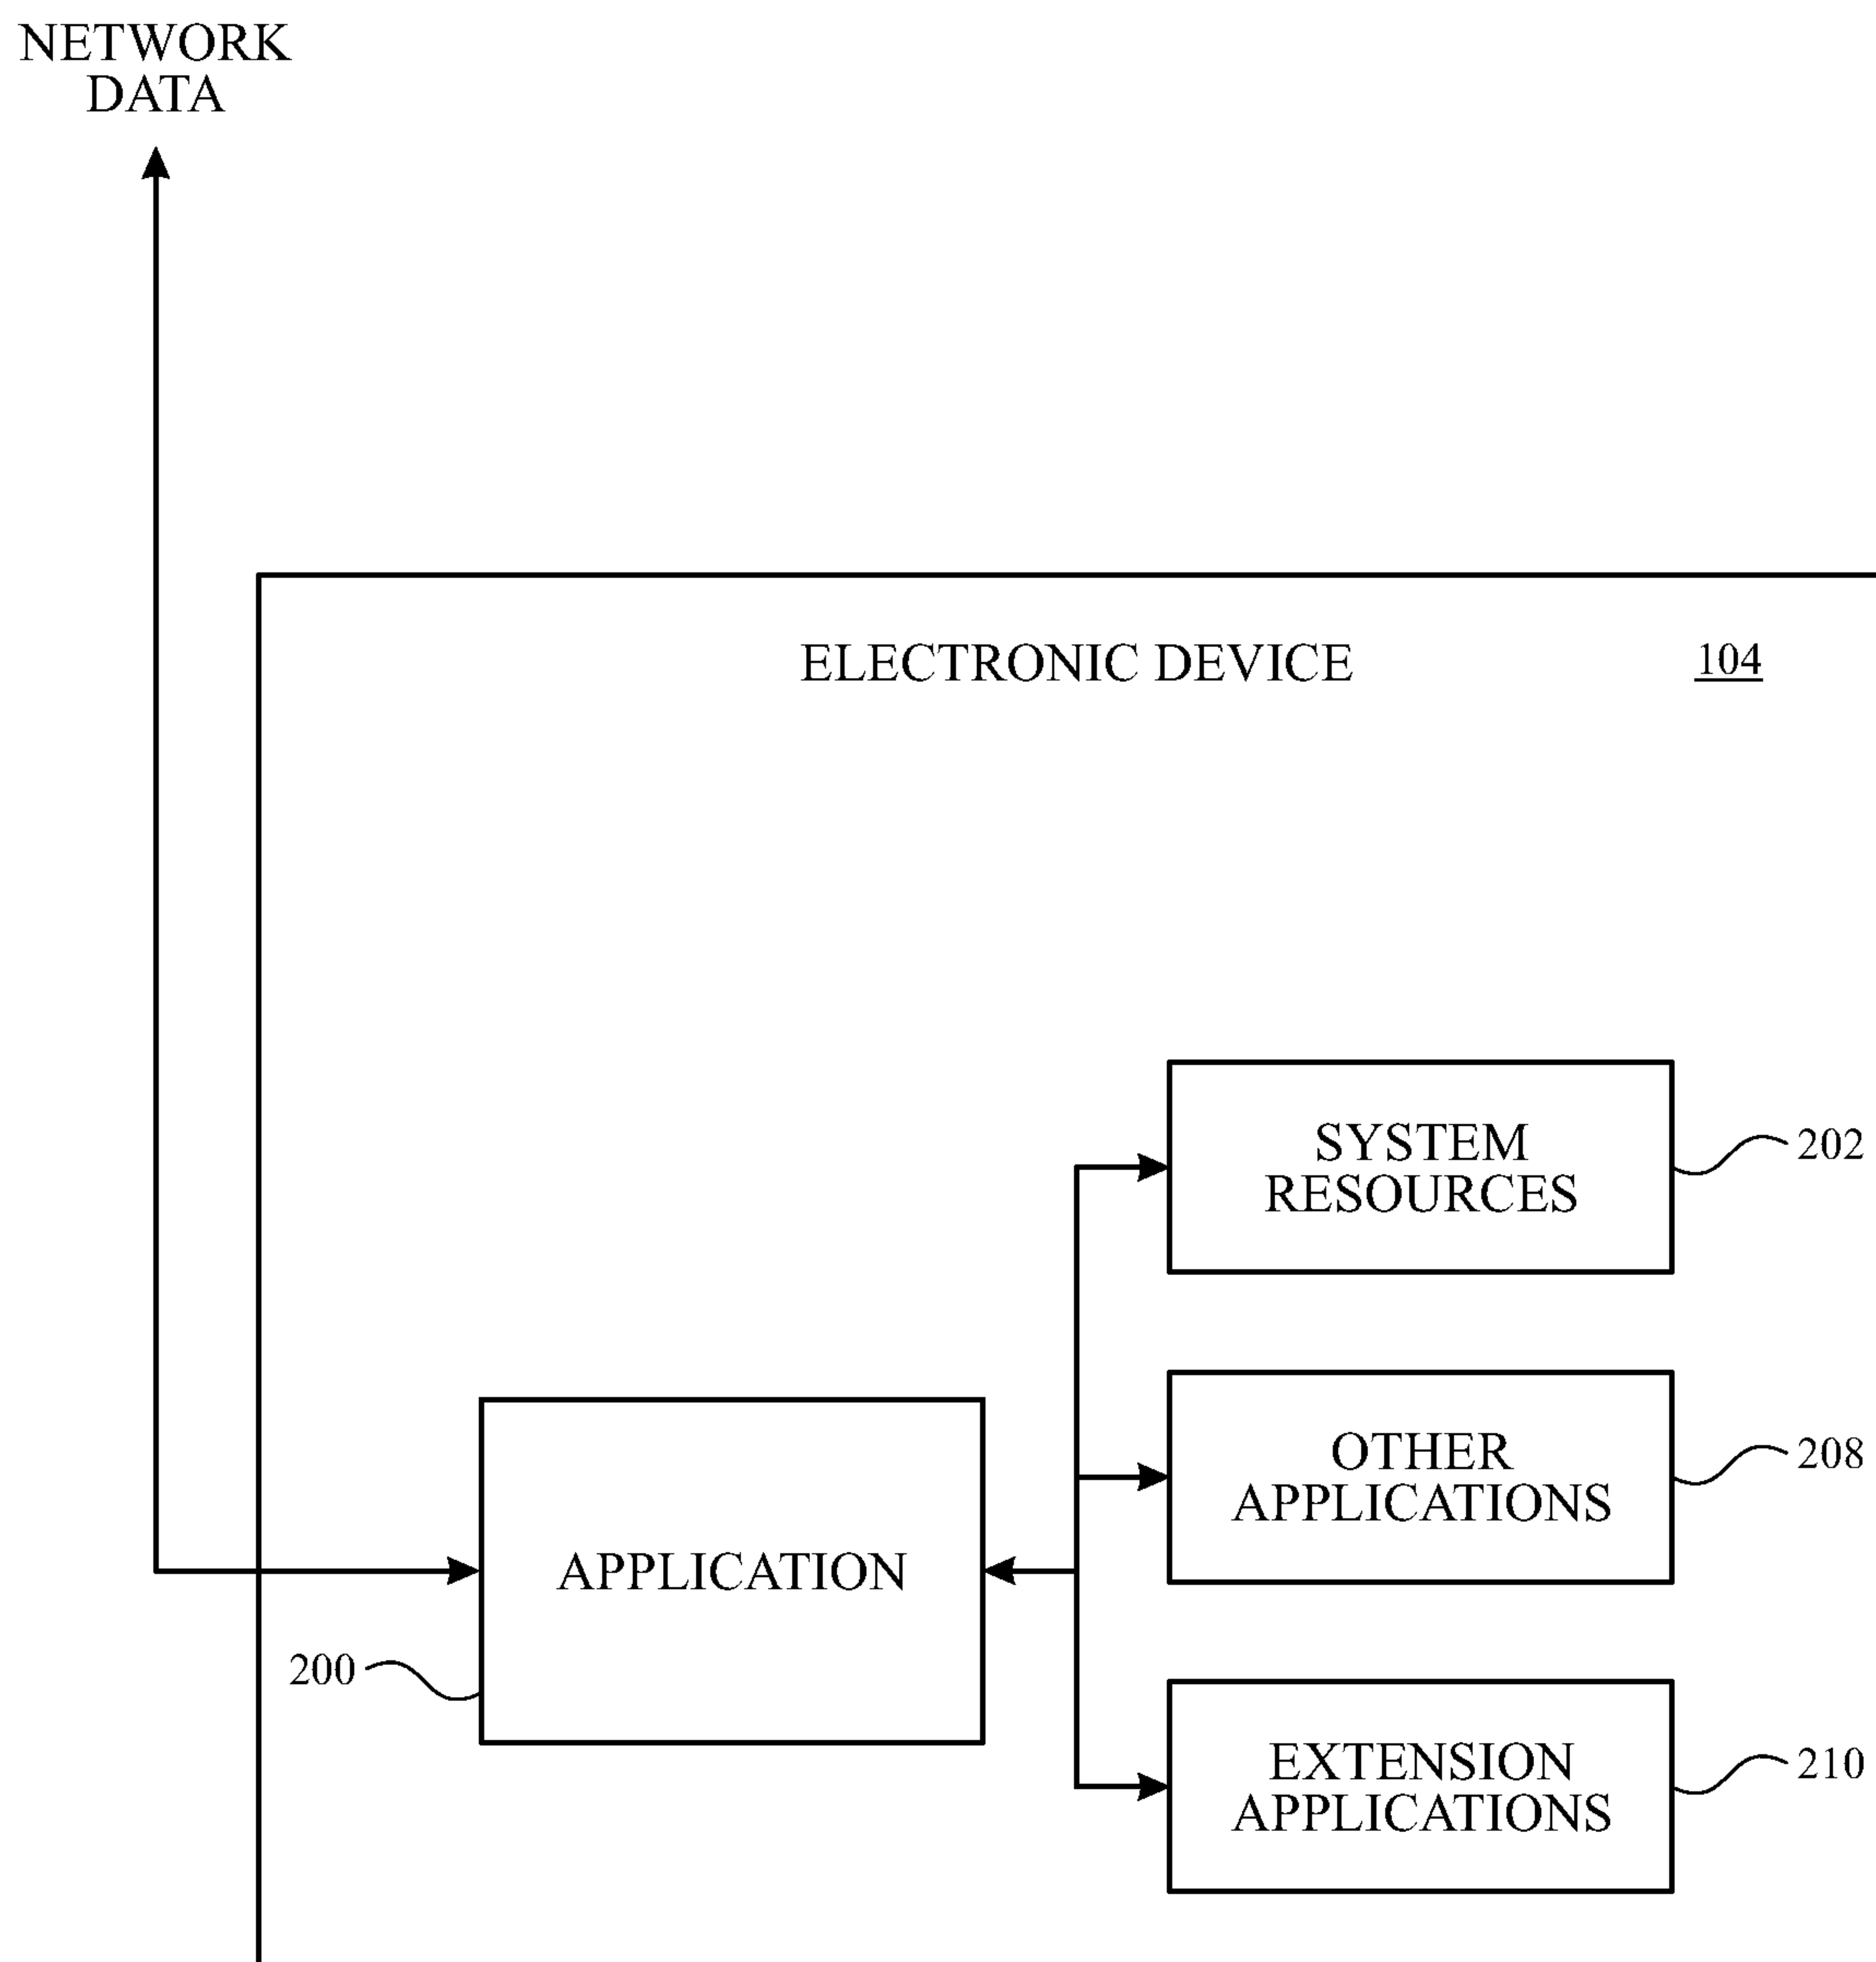 NETWORK
DATA
ELECTRONIC DEVICE 104
SYSTEM
RESOURCES
202
OTHER
APPLICATIONS
208
APPLICATION
200
EXTENSION
APPLICATIONS
210